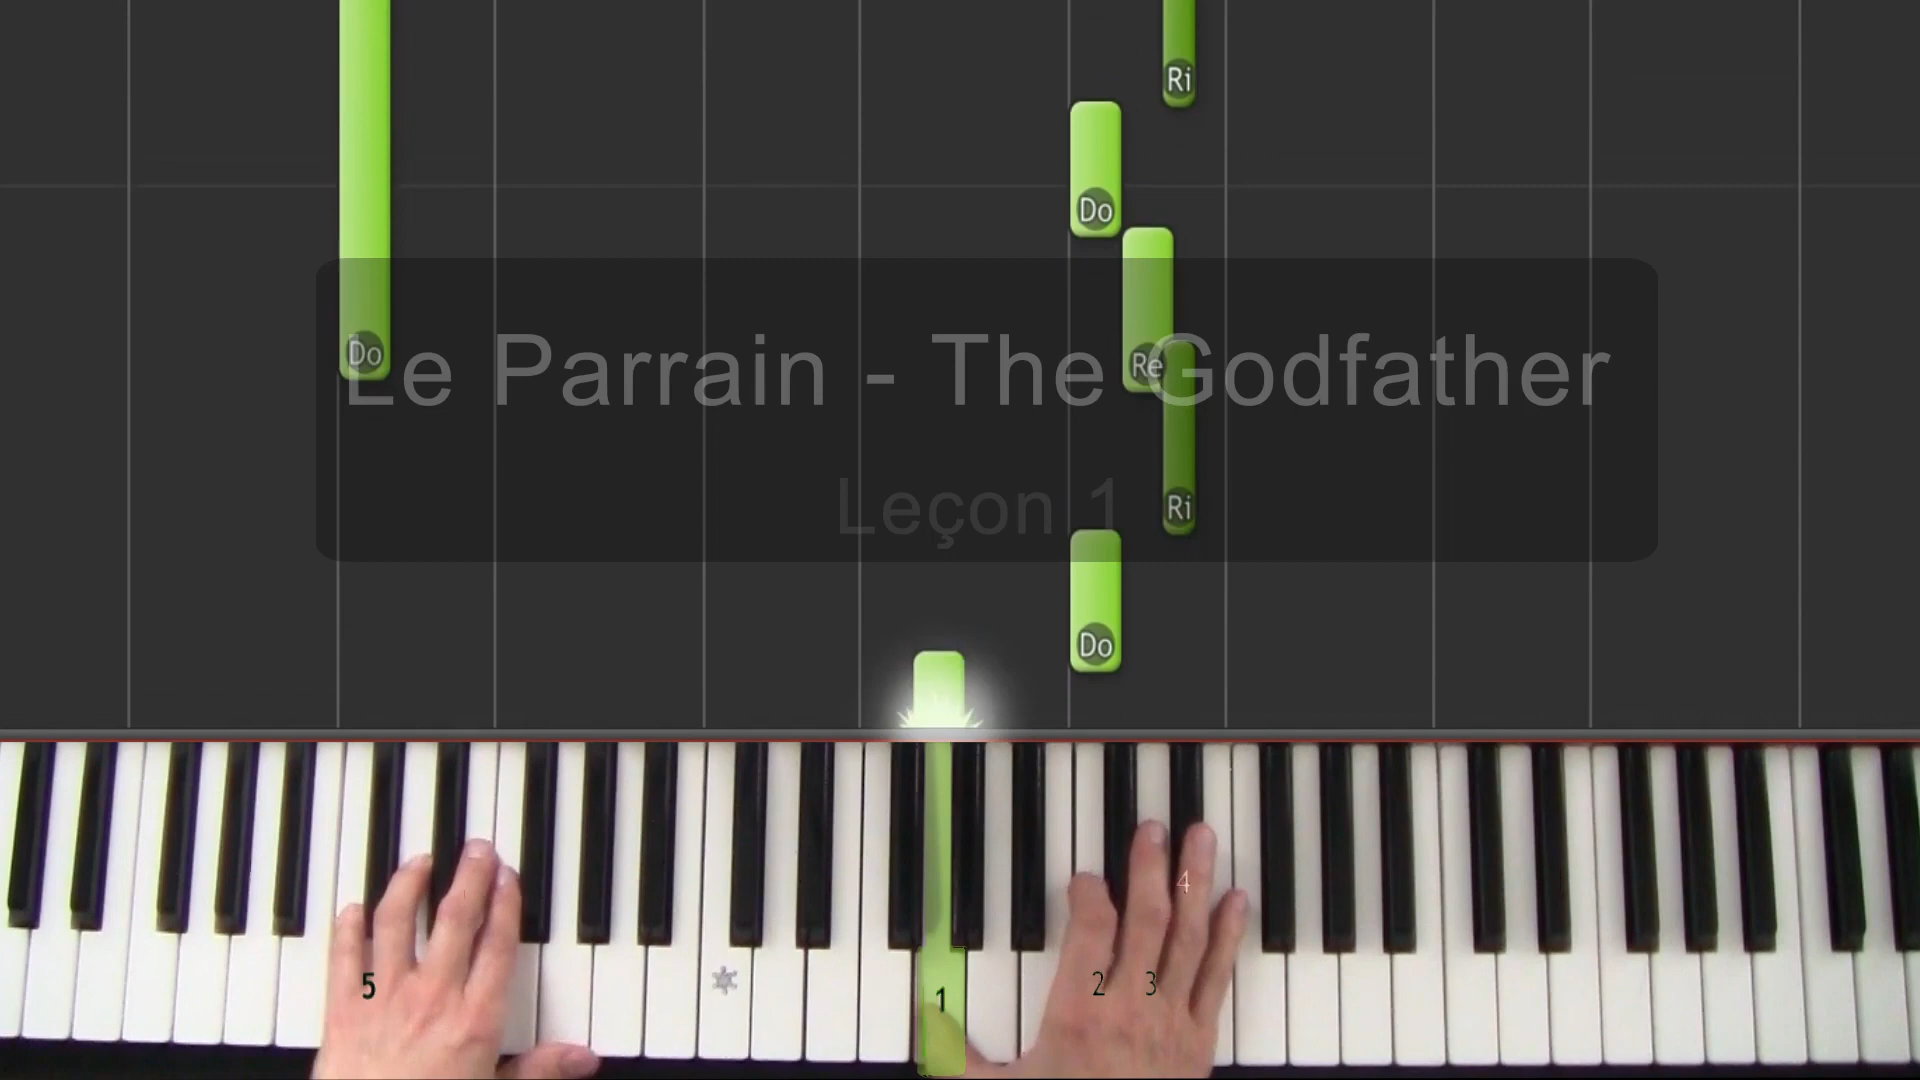 Ri
Do
Do
Re
Le Parrain - The Godfather
Leçon 1
Ri
Do
4
5
2
3
1